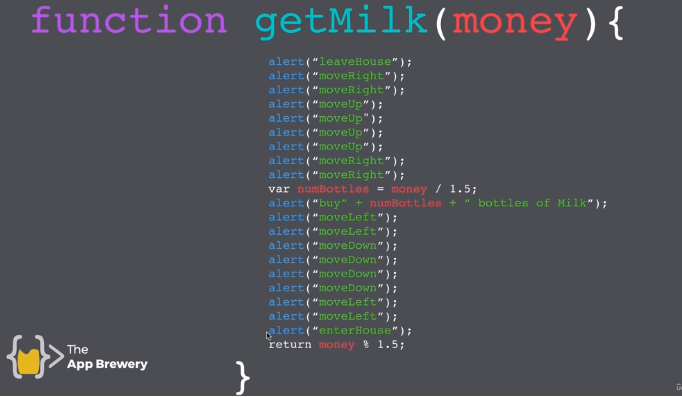 function getMilk(money){
alert(“leaveHouse”);
alert(“moveRight”);
alert(“moveRight”);
alert(“moveUp”);
alert(“moveUp");
alert(“moveUp”);
alert(“moveUp”);
alert(“moveRight”);
alert(“moveRight”);
var numBottles = money / 1.5;
alert(“buy” + numBottles + “ bottles of Milk”);
alert(“moveLeft”);
alert(“moveLeft”);
alert(“moveDown”);
alert(“moveDown”);
alert(“moveDown”);
alert(“moveDown”);
alert(“moveLeft”);
alert(“moveLeft”);
alert(“enterHouse”);
return money % 1.5;
}
The
App Brewery